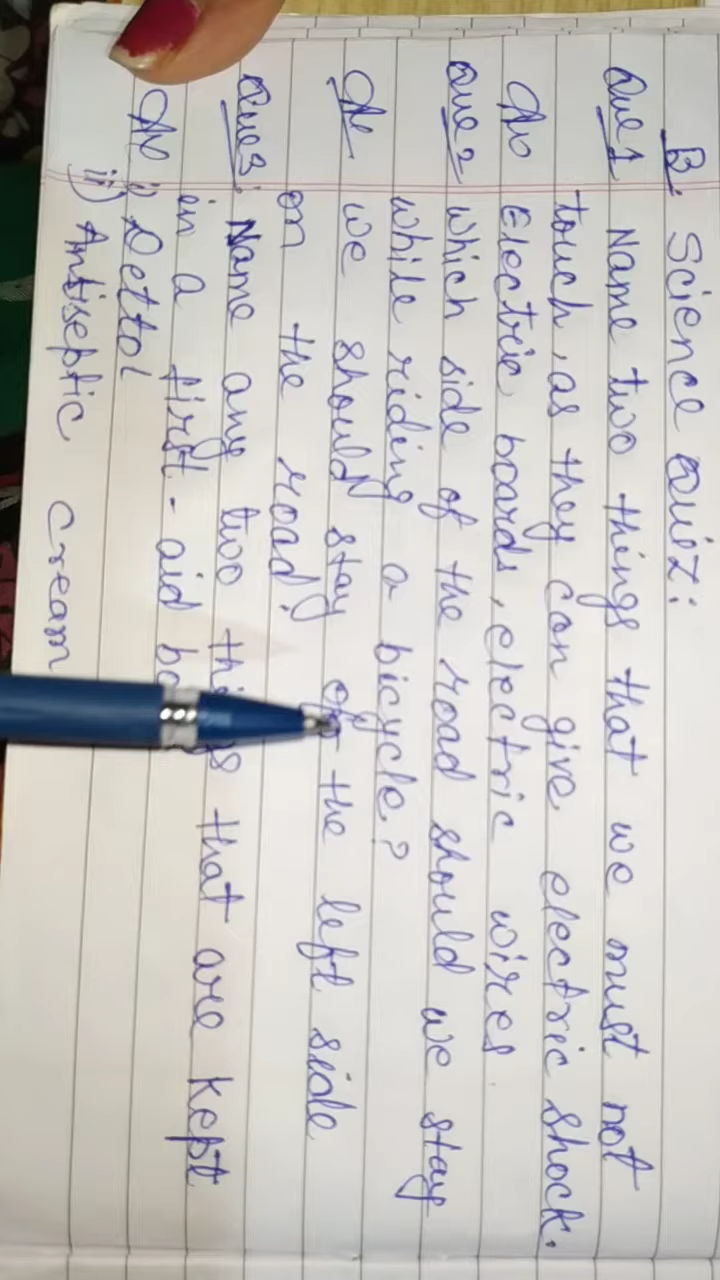 B. Science Quiz:
Que1 Name two things that we must not
touch, as they can give electric shock.
Ans Electric boards, electric wires
Que2 which side of the road should we stay
while riding a bicycle?
Ans we should stay of the left side
on the road.
Que3: Name any two things that are kept
in a first-aid
Ans i) Dettol
ii) Antiseptic cream